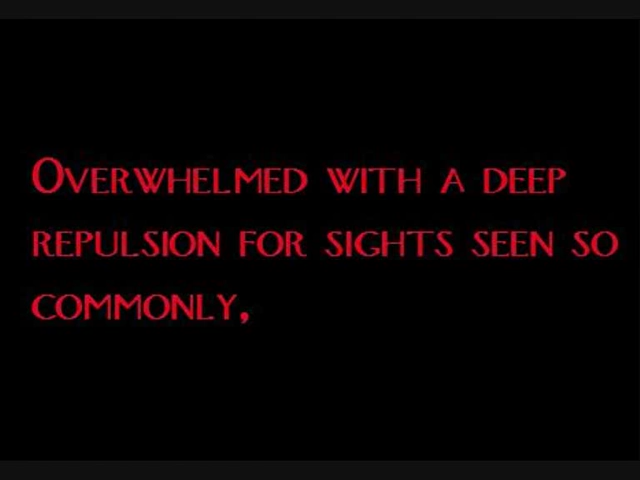 Overwhelmed with a deep
repulsion for sights seen so
commonly,